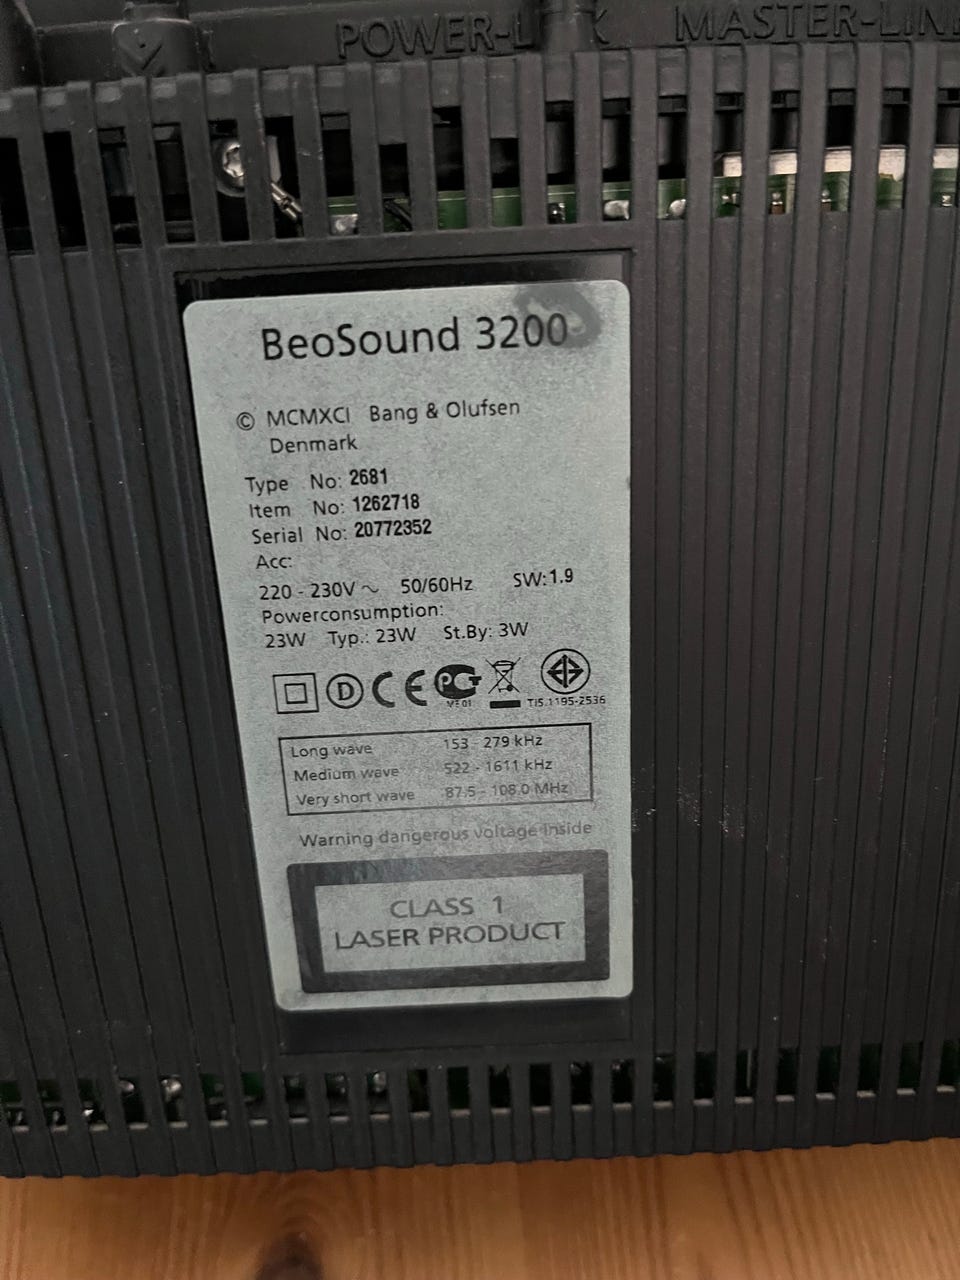 POWER-LINK MASTER-LINK
BeoSound 3200
© MCMXCI Bang & Olufsen
Denmark
Type No: 2681
Item No: 1262718
Serial No: 20772352
Acc:
220 - 230V ~ 50/60Hz SW:1.9
Powerconsumption:
23W Typ.: 23W St.By: 3W
D CE PCT
TIS.1195-2536
Long wave 153 - 279 kHz
Medium wave 522 - 1611 kHz
Very short wave 87,5 - 108,0 MHz
Warning dangerous voltage inside
CLASS 1
LASER PRODUCT